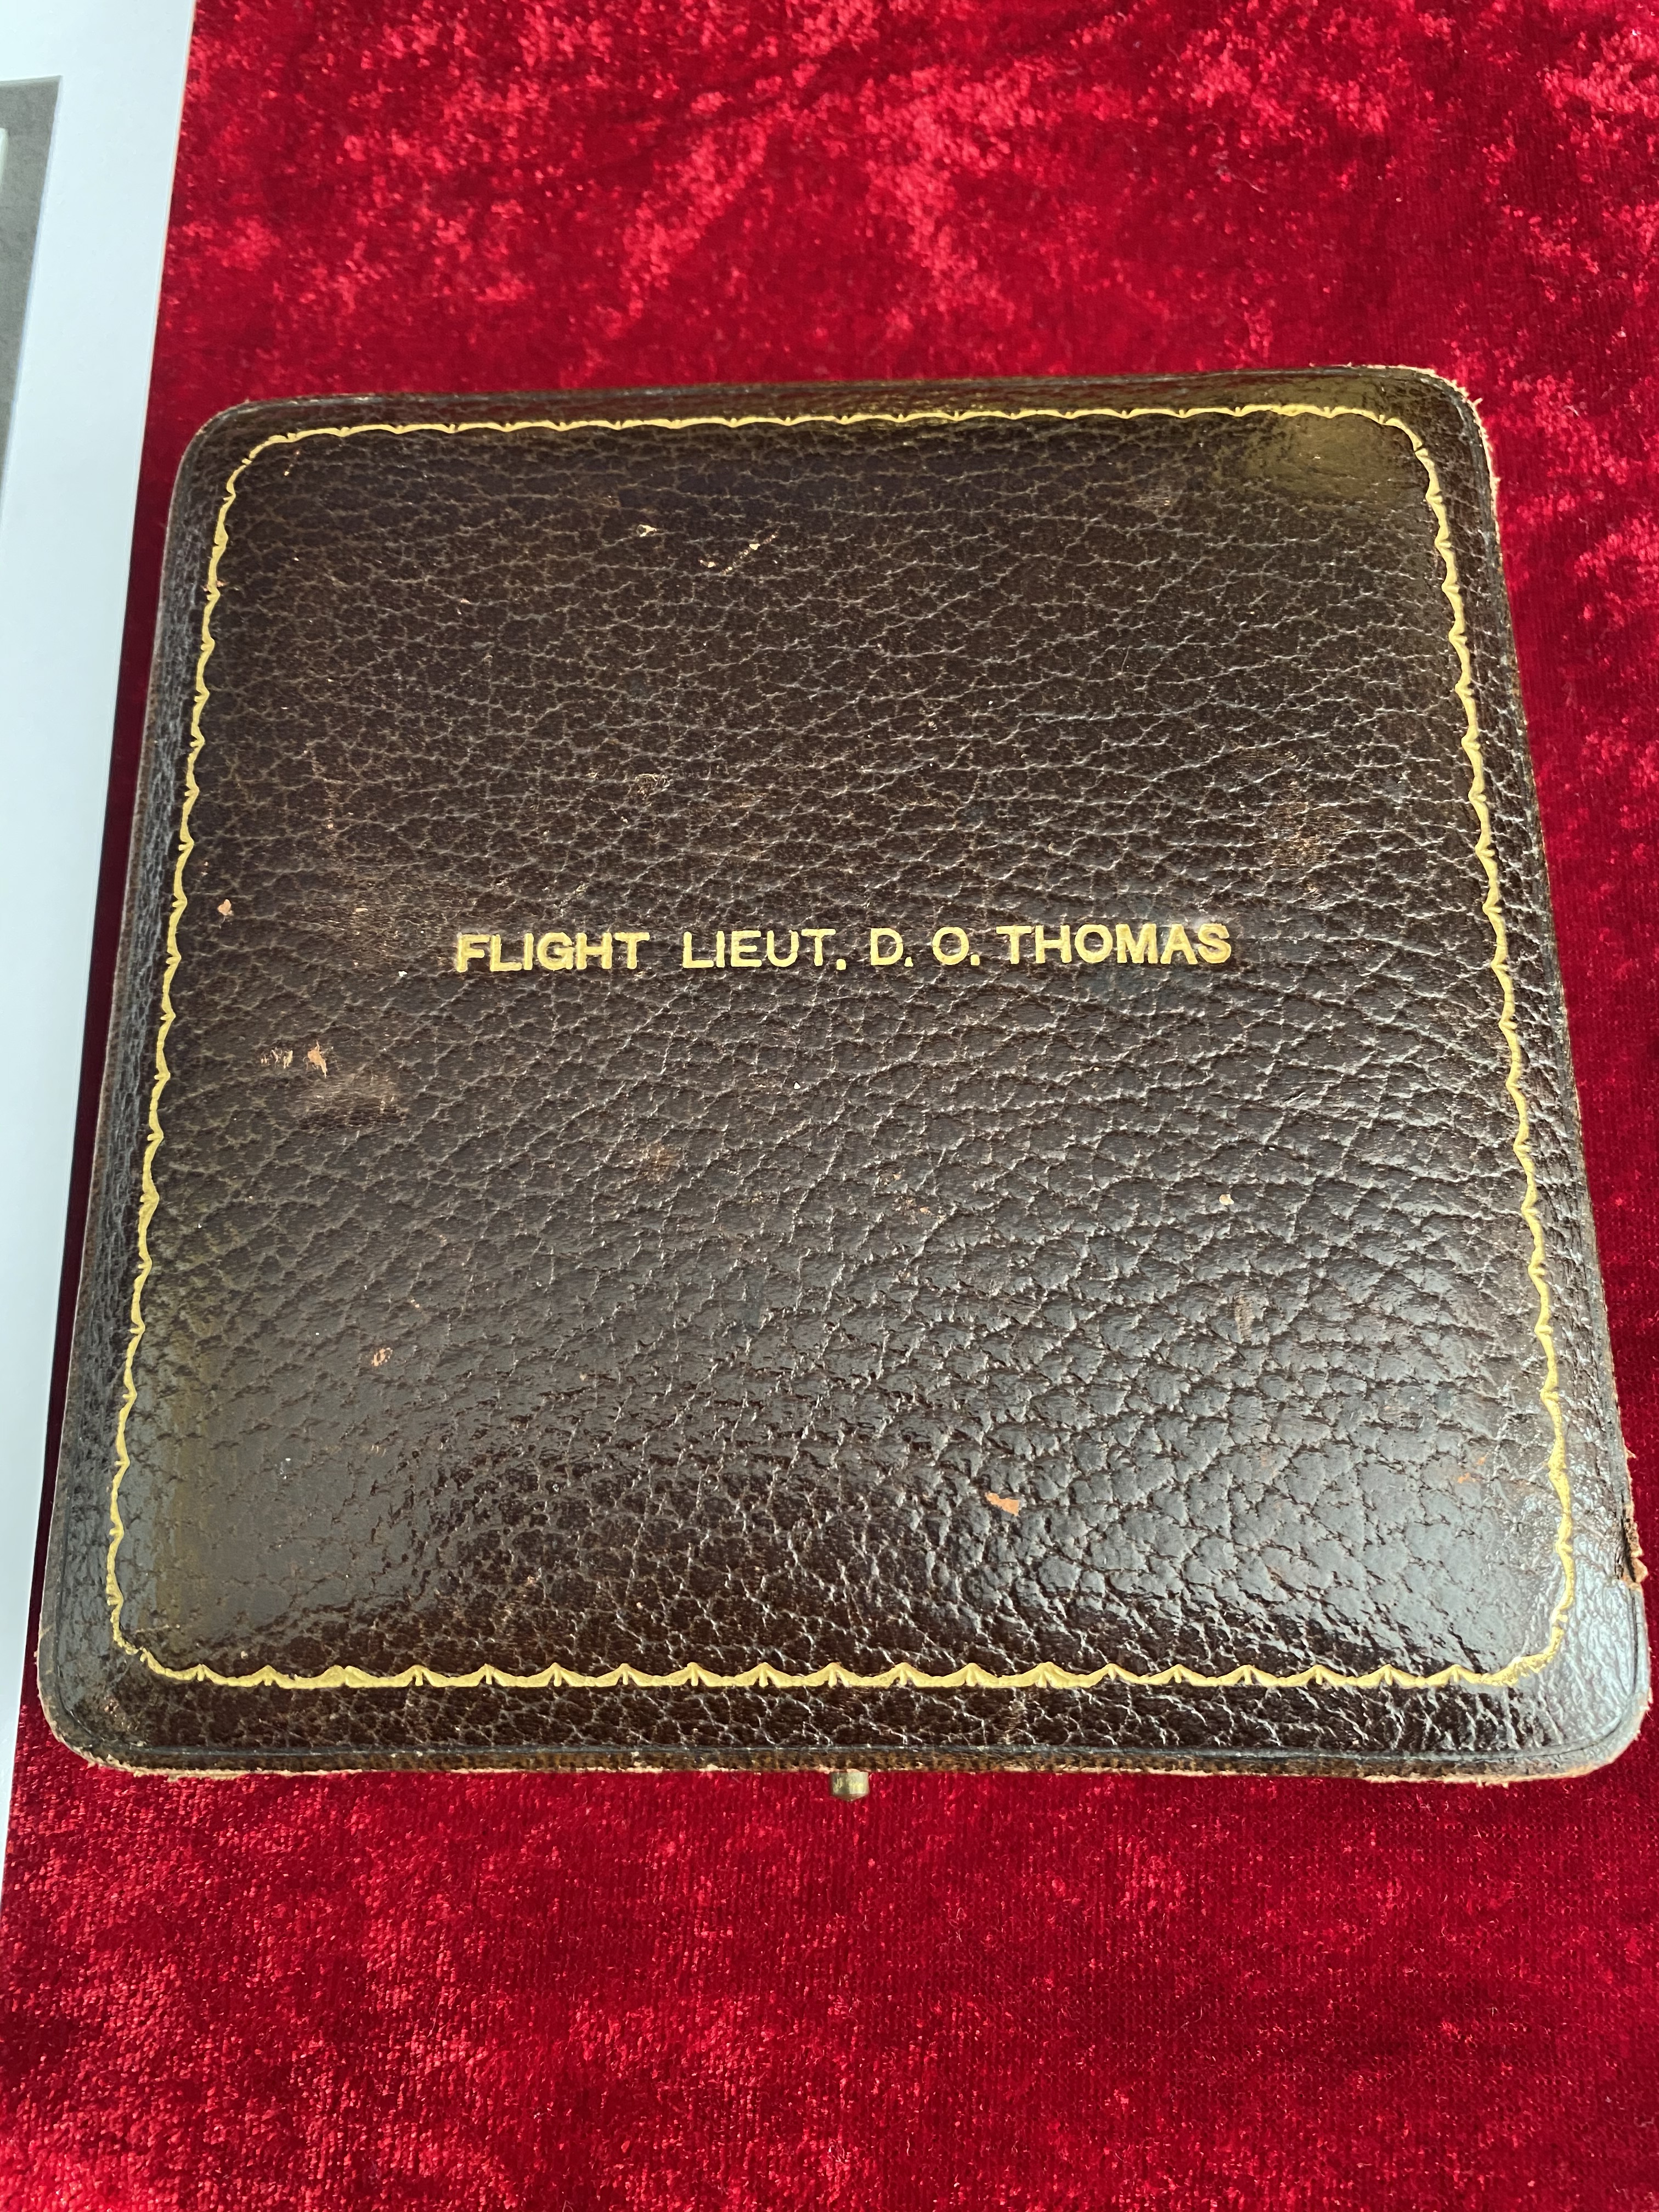 FLIGHT LIEUT. D. O. THOMAS